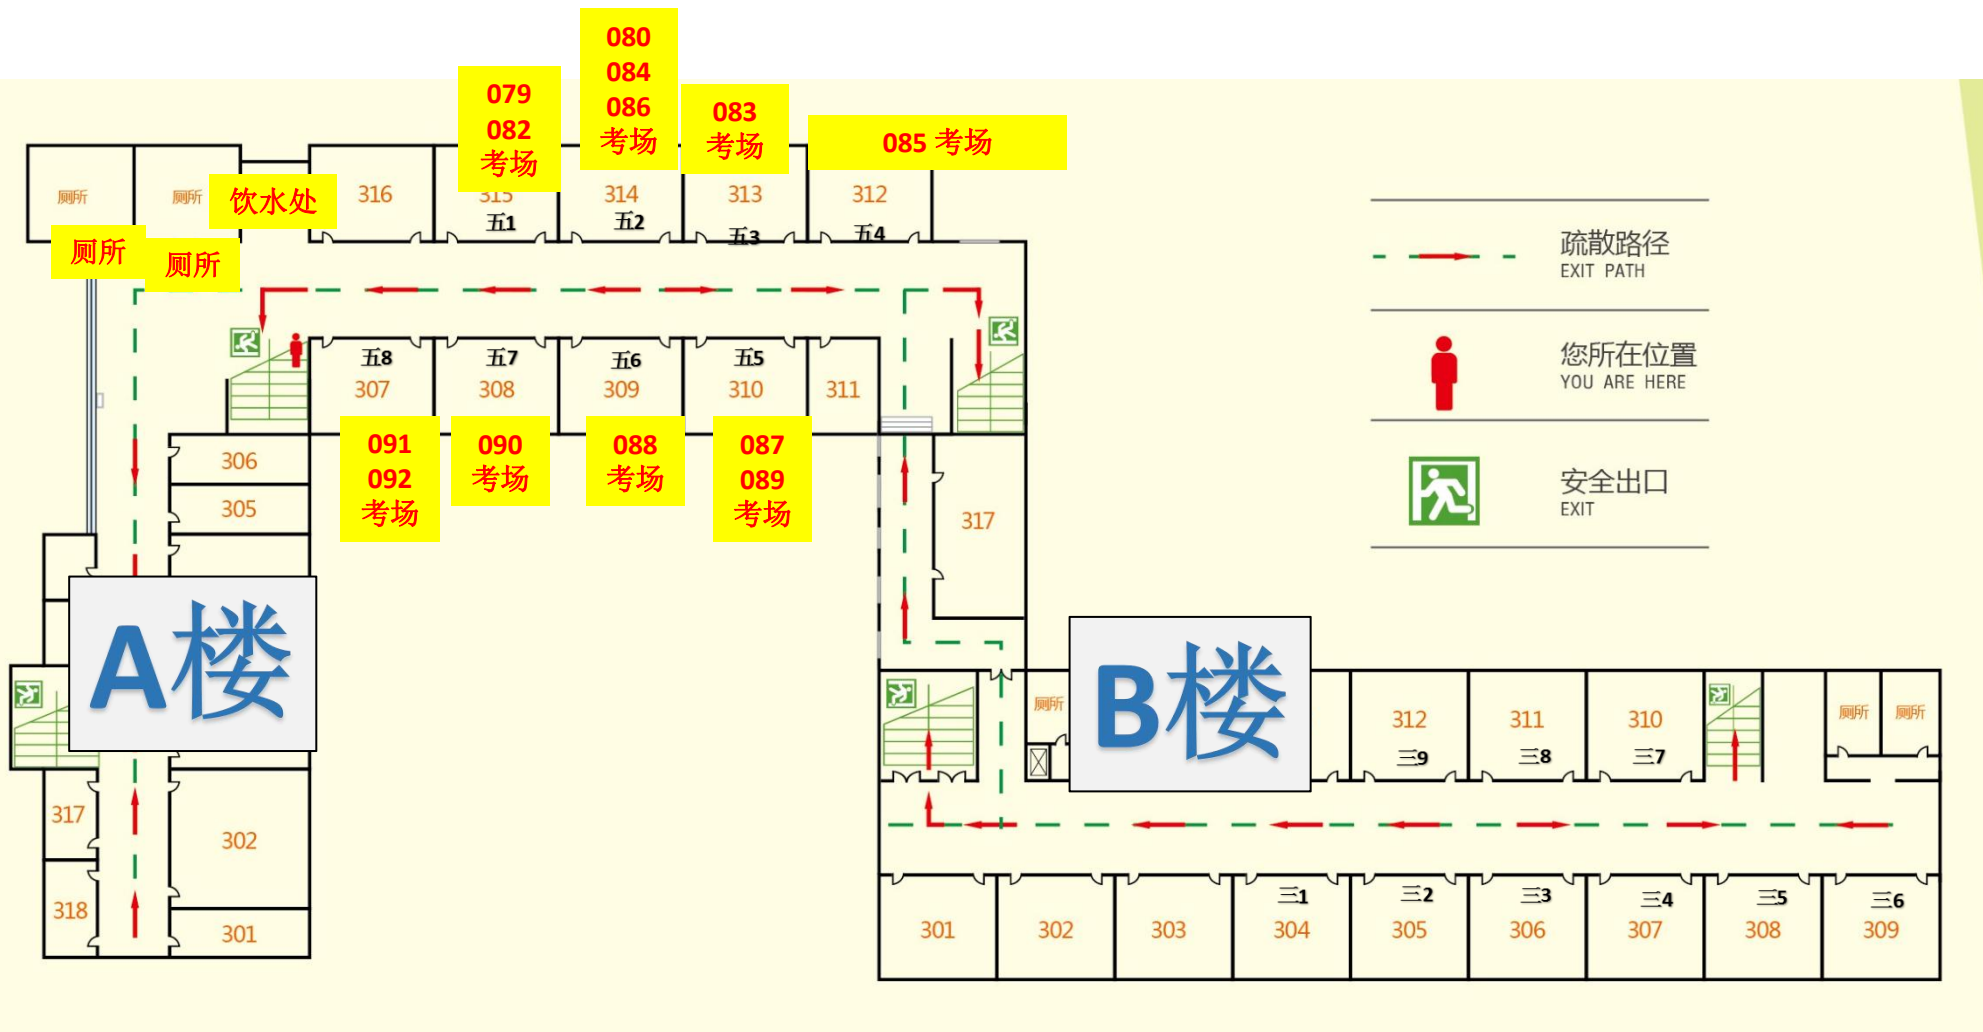 080
084
086
考场
079
082
考场
083
考场
085 考场
厕所
厕所
饮水处
316
315
五1
314
五2
313
五3
312
五4
厕所
厕所
疏散路径
EXIT PATH
您所在位置
YOU ARE HERE
安全出口
EXIT
五8
307
五7
308
五6
309
五5
310
311
091
092
考场
090
考场
088
考场
087
089
考场
306
305
317
A楼
B楼
厕所
312
三9
311
三8
310
三7
厕所
厕所
317
302
318
301
301
302
303
三1
304
三2
305
三3
306
三4
307
三5
308
三6
309